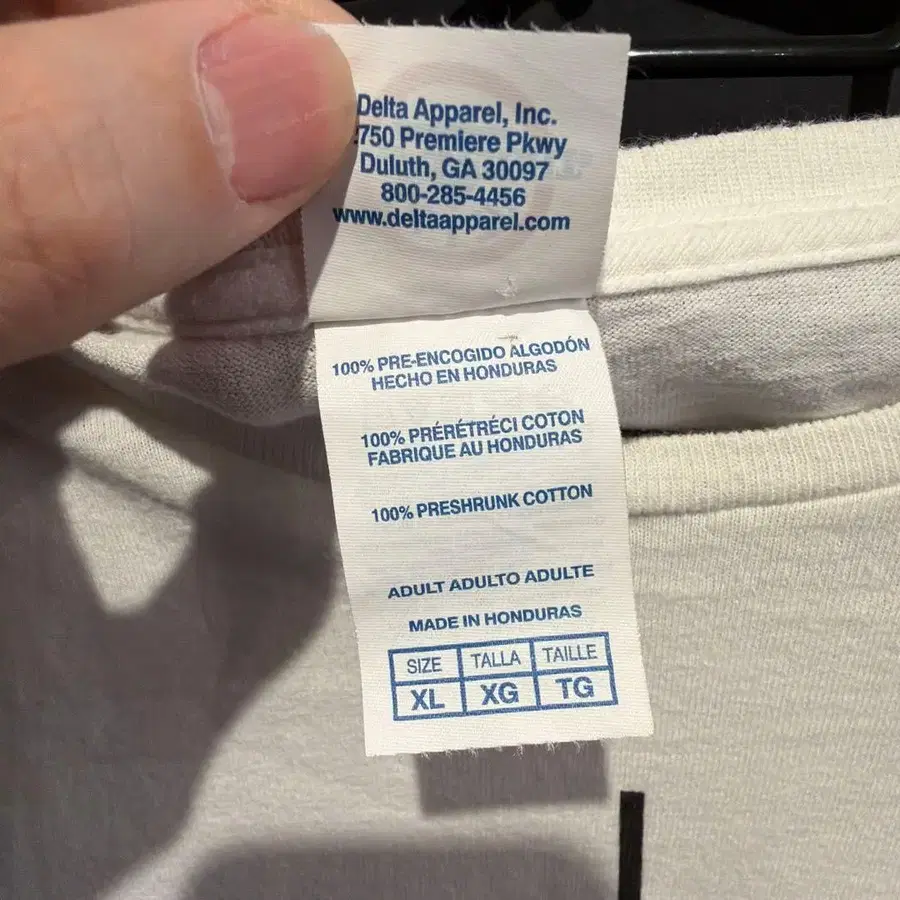 Delta Apparel, Inc.
750 Premiere Pkwy
Duluth, GA 30097
800-285-4456
www.deltaapparel.com
100% PRE-ENCOGIDO ALGODÓN
HECHO EN HONDURAS
100% PRÉRÉTRÉCI COTON
FABRIQUE AU HONDURAS
100% PRESHRUNK COTTON
ADULT ADULTO ADULTE
MADE IN HONDURAS
SIZE TALLA TAILLE
XL XG TG